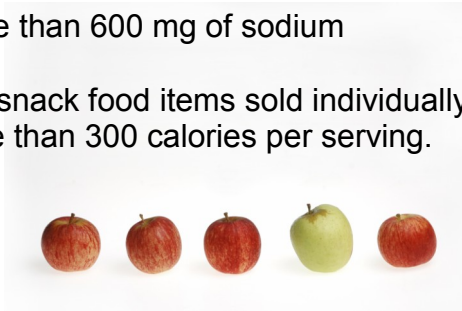 than 600 mg of sodium
snack food items sold individually
than 300 calories per serving.